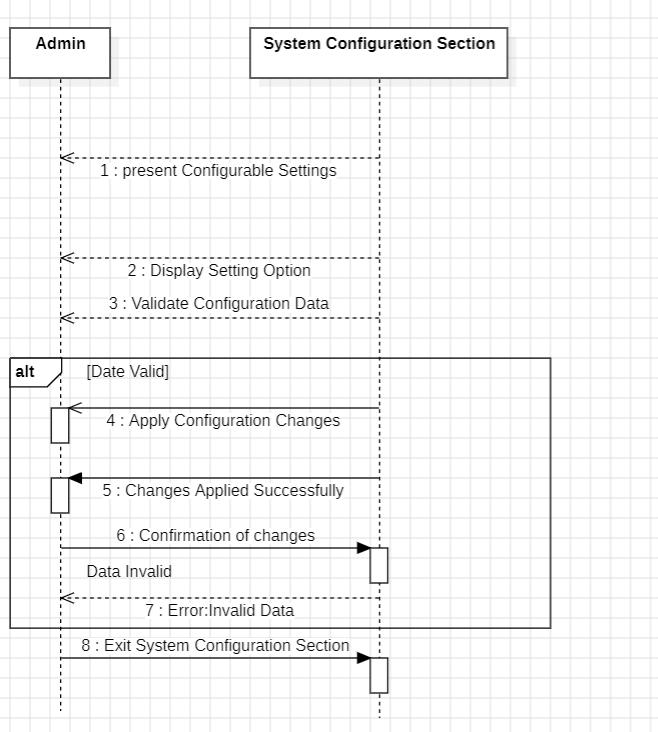 Admin
System Configuration Section
1 : present Configurable Settings
2 : Display Setting Option
3 : Validate Configuration Data
alt
[Date Valid]
4 : Apply Configuration Changes
5 : Changes Applied Successfully
6 : Confirmation of changes
Data Invalid
7 : Error:Invalid Data
8 : Exit System Configuration Section